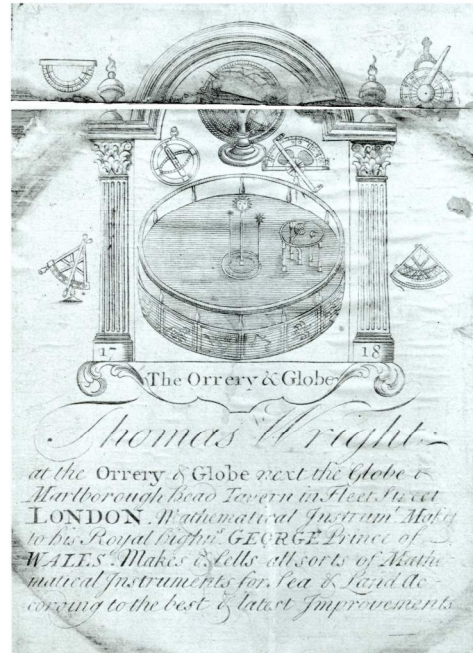 17 18
The Orrery & Globe
Thomas Wright
at the Orrery & Globe next the Globe &
Marlborough head Tavern in Fleet Street
LONDON. Mathematical Instrumt. Maker
to his Royal highns. GEORGE Prince of
WALES. Makes & Sells all sorts of Mathe
matical Instruments for Sea & Land Ac-
cording to the best & latest Improvements